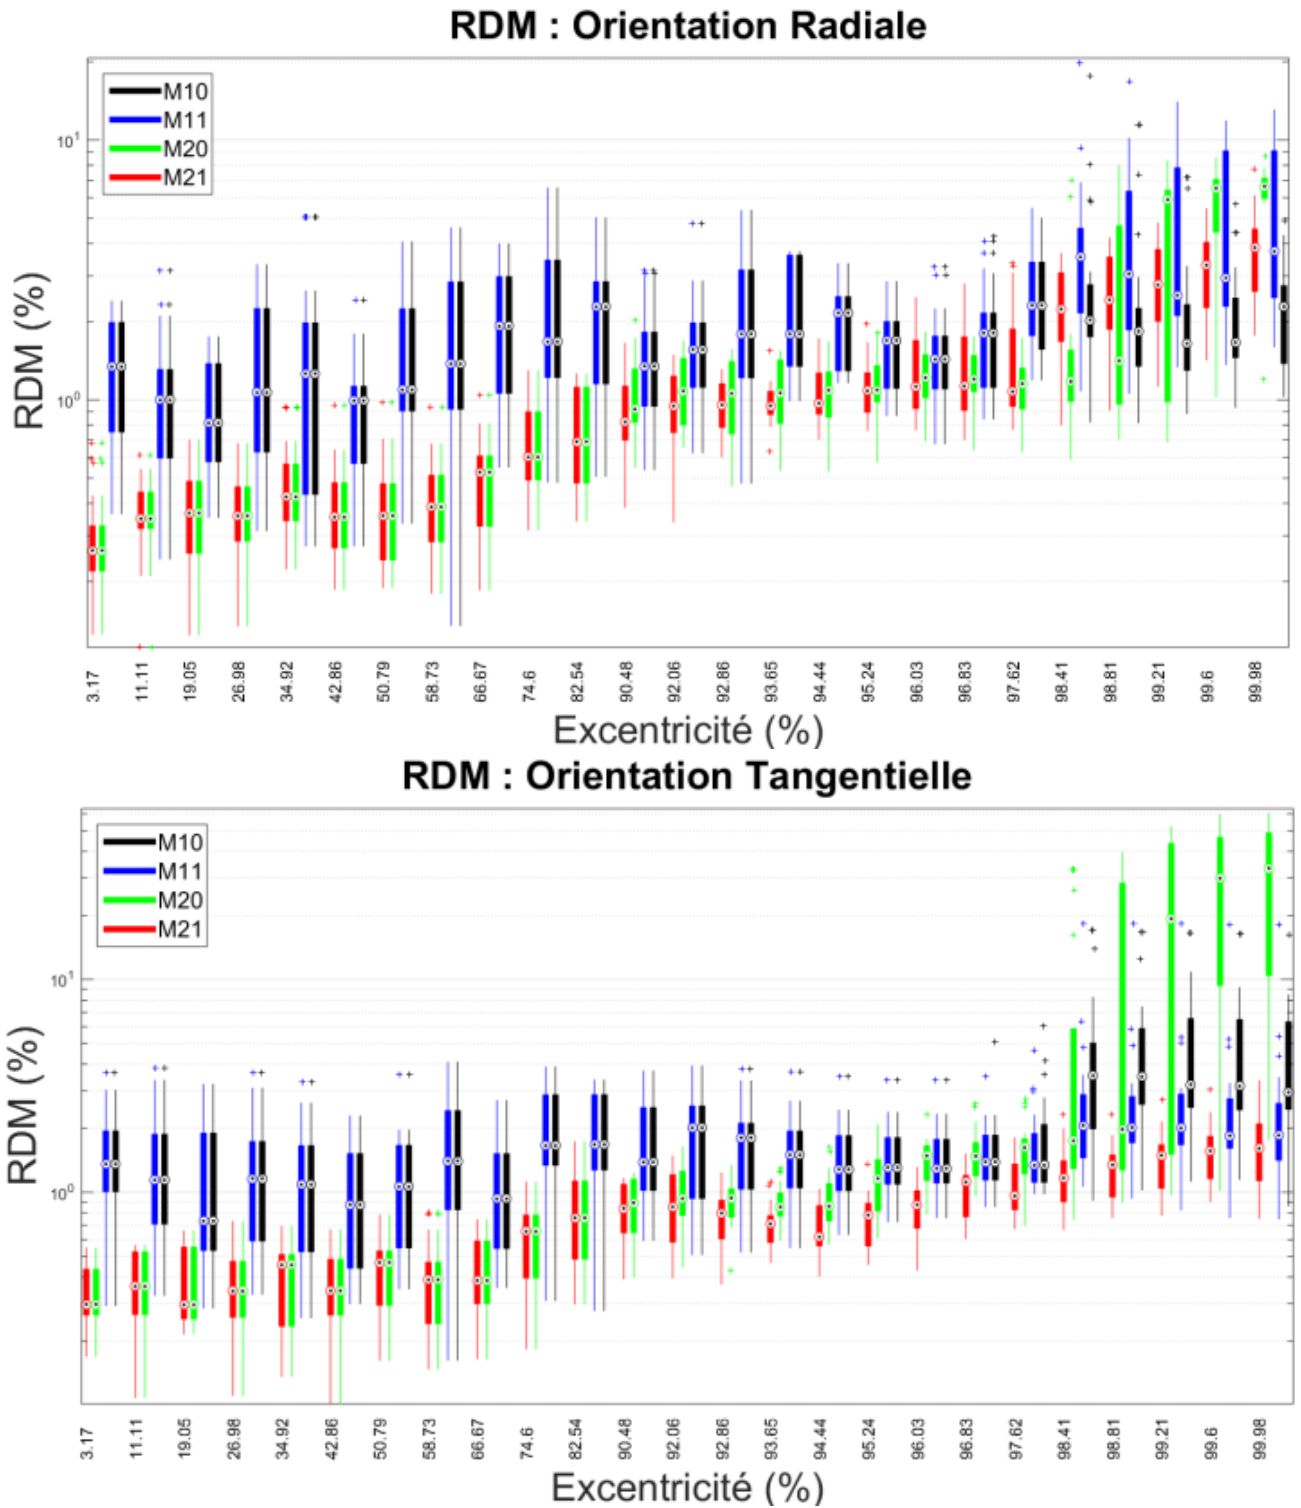 RDM : Orientation Radiale
M10
M11
M20
M21
10¹
10⁰
RDM (%)
3.17 11.11 19.05 26.98 34.92 42.86 50.79 58.73 66.67 74.6 82.54 90.48 92.06 92.86 93.65 94.44 95.24 96.03 96.83 97.62 98.41 98.81 99.21 99.6 99.98
Excentricité (%)
RDM : Orientation Tangentielle
M10
M11
M20
M21
10¹
10⁰
RDM (%)
3.17 11.11 19.05 26.98 34.92 42.86 50.79 58.73 66.67 74.6 82.54 90.48 92.06 92.86 93.65 94.44 95.24 96.03 96.83 97.62 98.41 98.81 99.21 99.6 99.98
Excentricité (%)